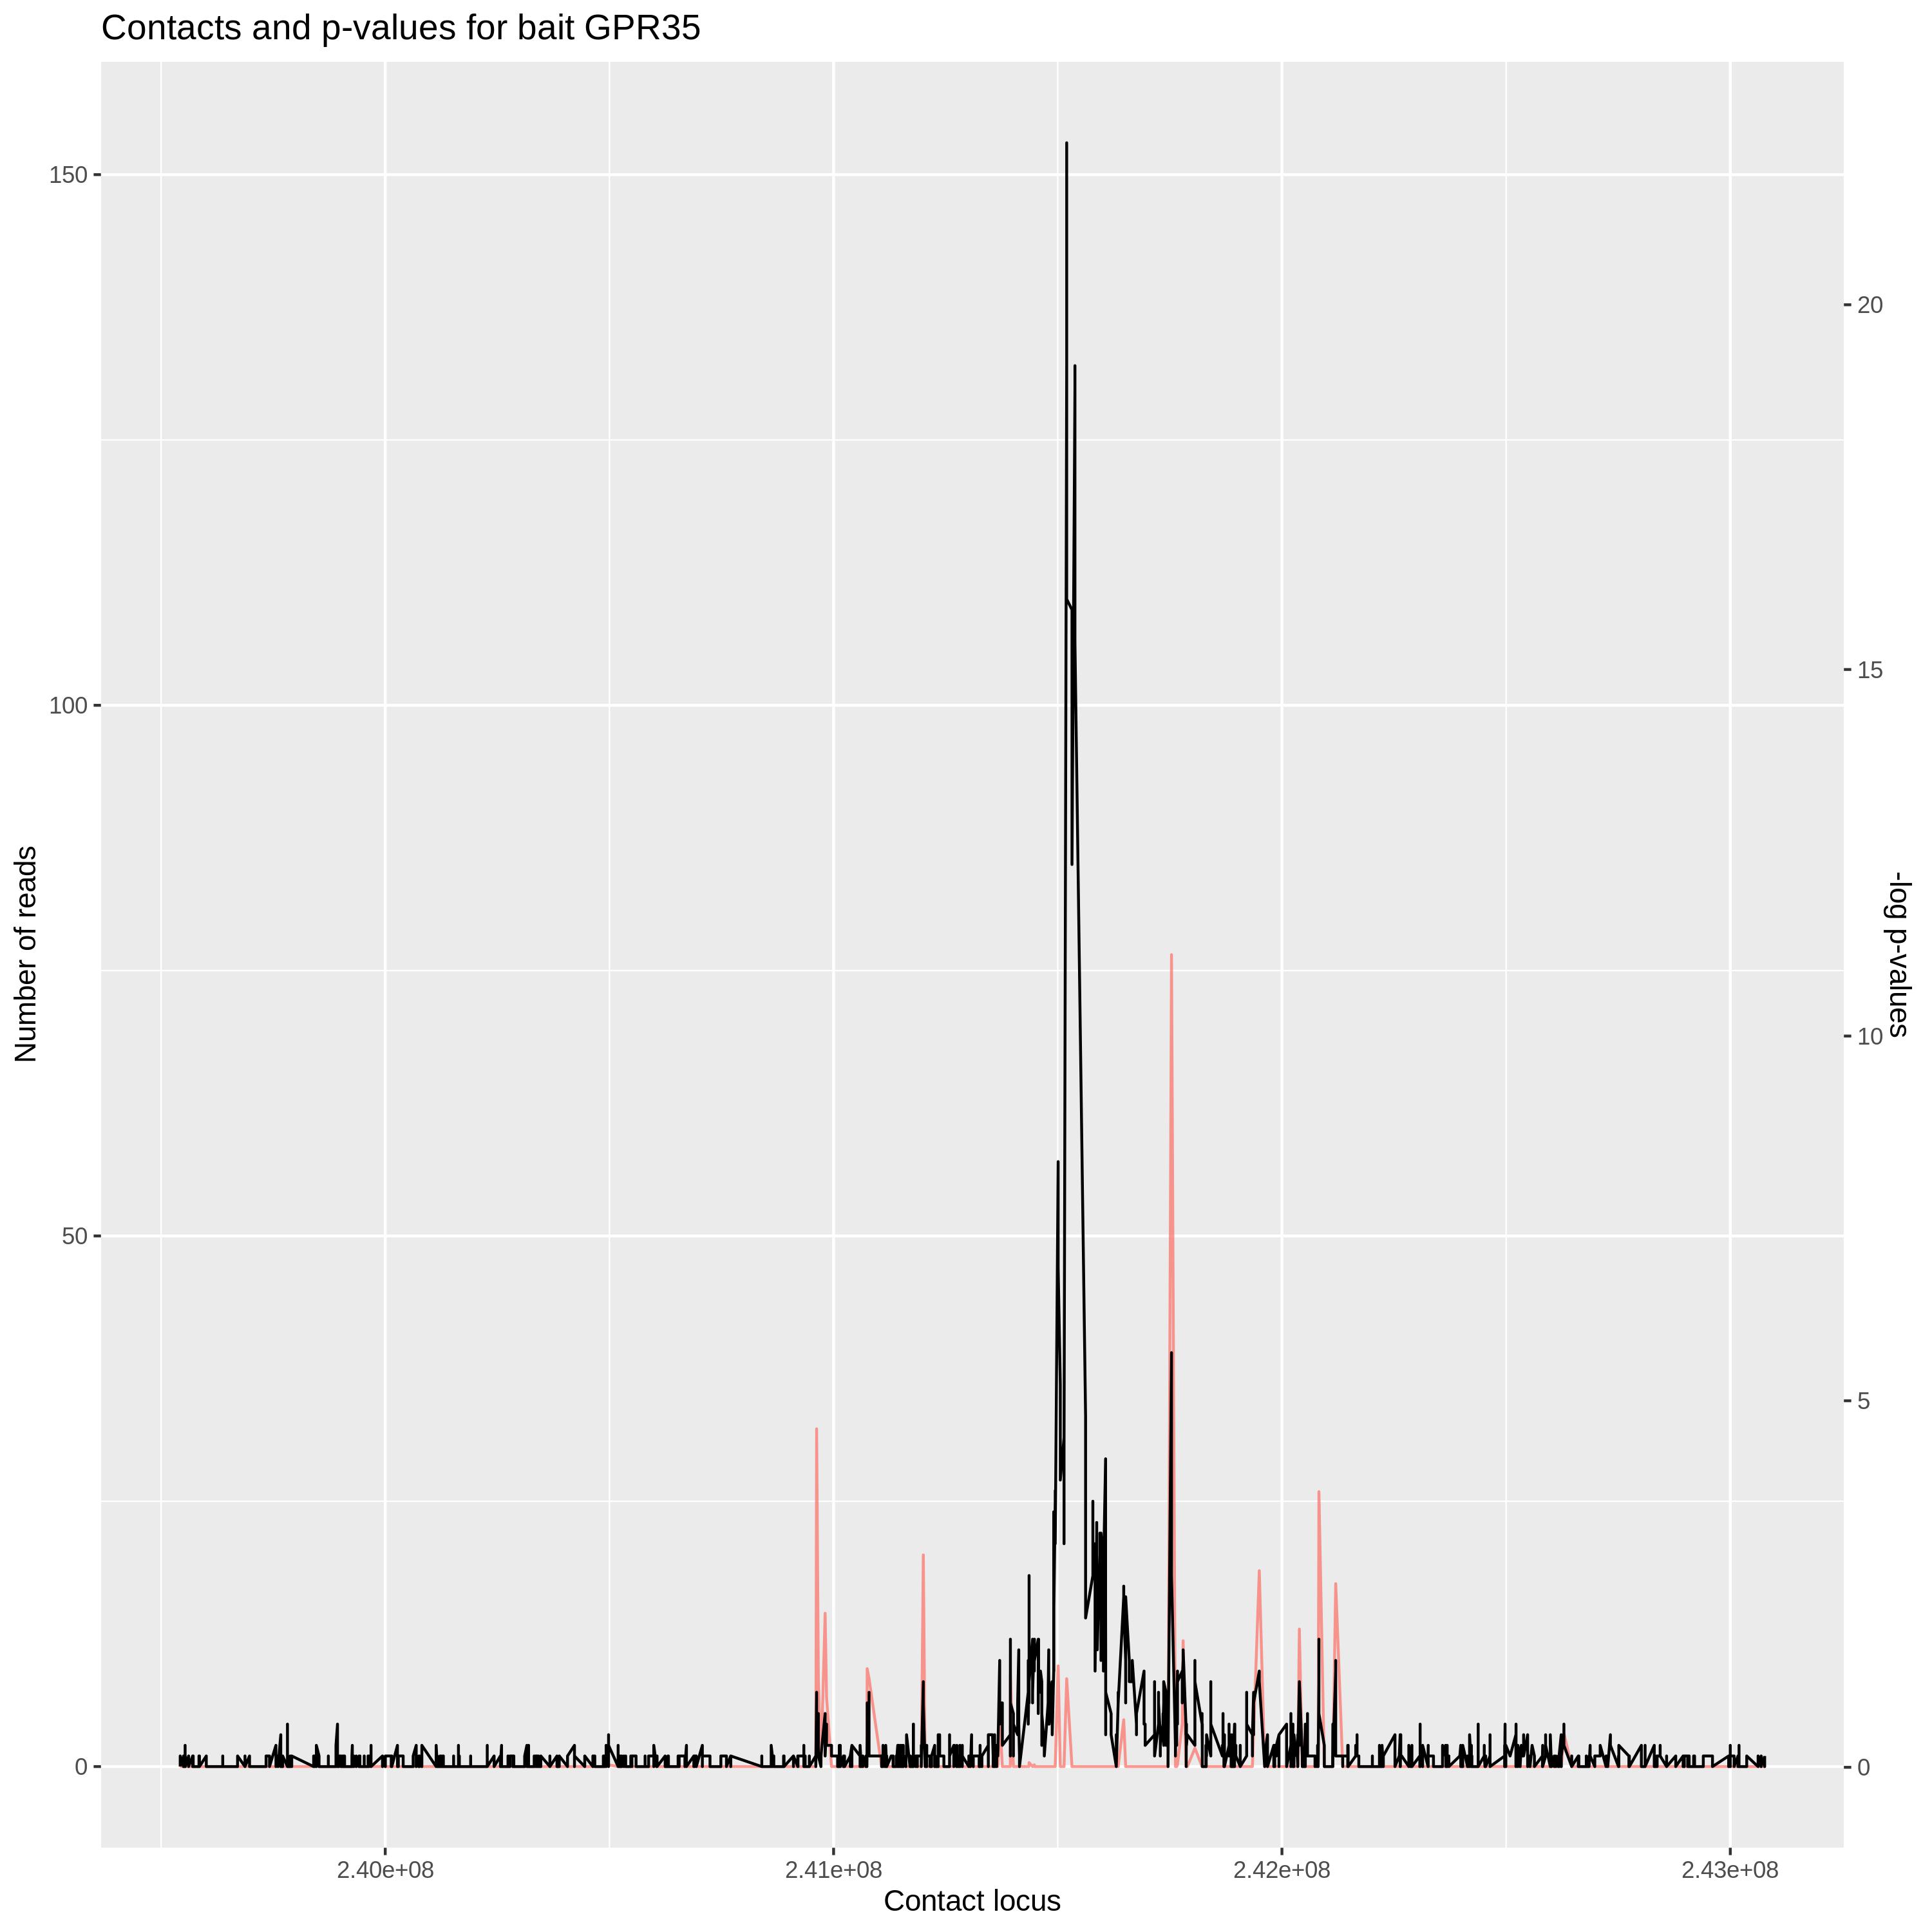 Contacts and p-values for bait GPR35
150
100
50
0
Number of reads
20
15
10
5
0
-log p-values
2.40e+08 2.41e+08 2.42e+08 2.43e+08
Contact locus